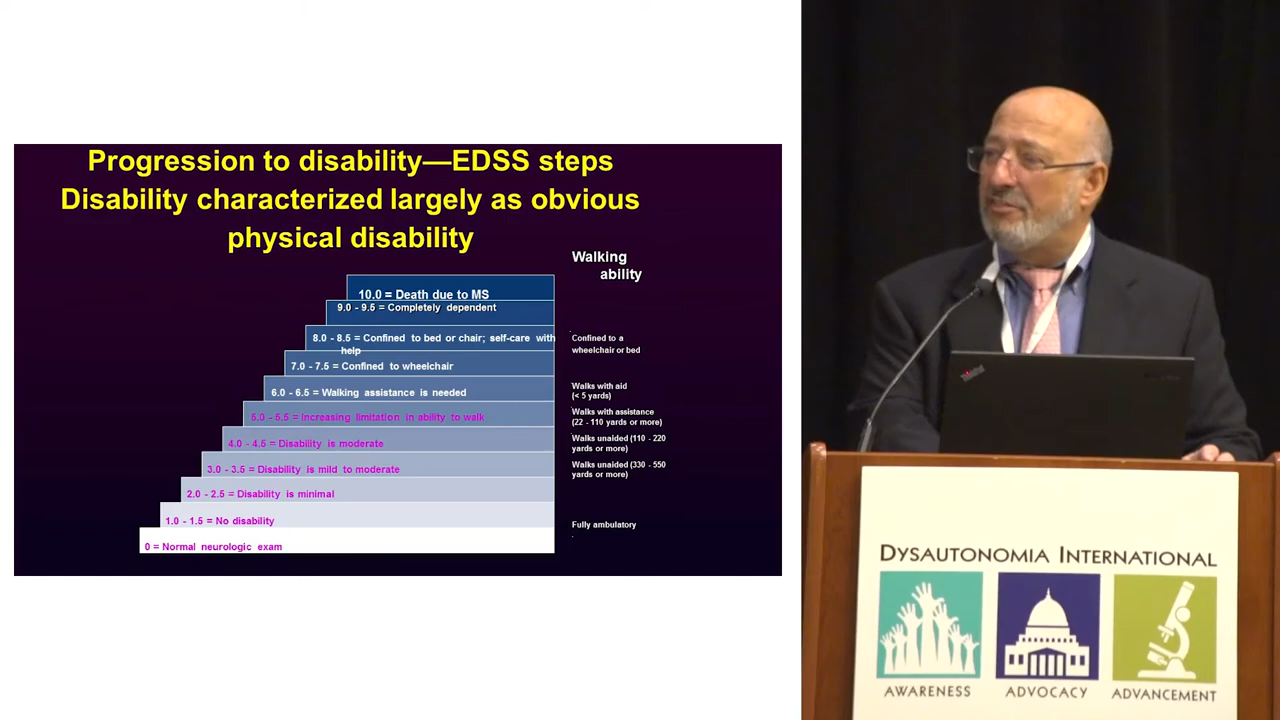 Progression to disability—EDSS steps
Disability characterized largely as obvious
physical disability
Walking
ability
10.0 = Death due to MS
9.0 - 9.5 = Completely dependent
8.0 - 8.5 = Confined to bed or chair; self-care with
help
7.0 - 7.5 = Confined to wheelchair
6.0 - 6.5 = Walking assistance is needed
5.0 - 5.5 = Increasing limitation in ability to walk
4.0 - 4.5 = Disability is moderate
3.0 - 3.5 = Disability is mild to moderate
2.0 - 2.5 = Disability is minimal
1.0 - 1.5 = No disability
0 = Normal neurologic exam
Confined to a
wheelchair or bed
Walks with aid
(< 5 yards)
Walks with assistance
(22 - 110 yards or more)
Walks unaided (110 - 220
yards or more)
Walks unaided (330 - 550
yards or more)
Fully ambulatory
DYSAUTONOMIA INTERNATIONAL
AWARENESS
ADVOCACY
ADVANCEMENT